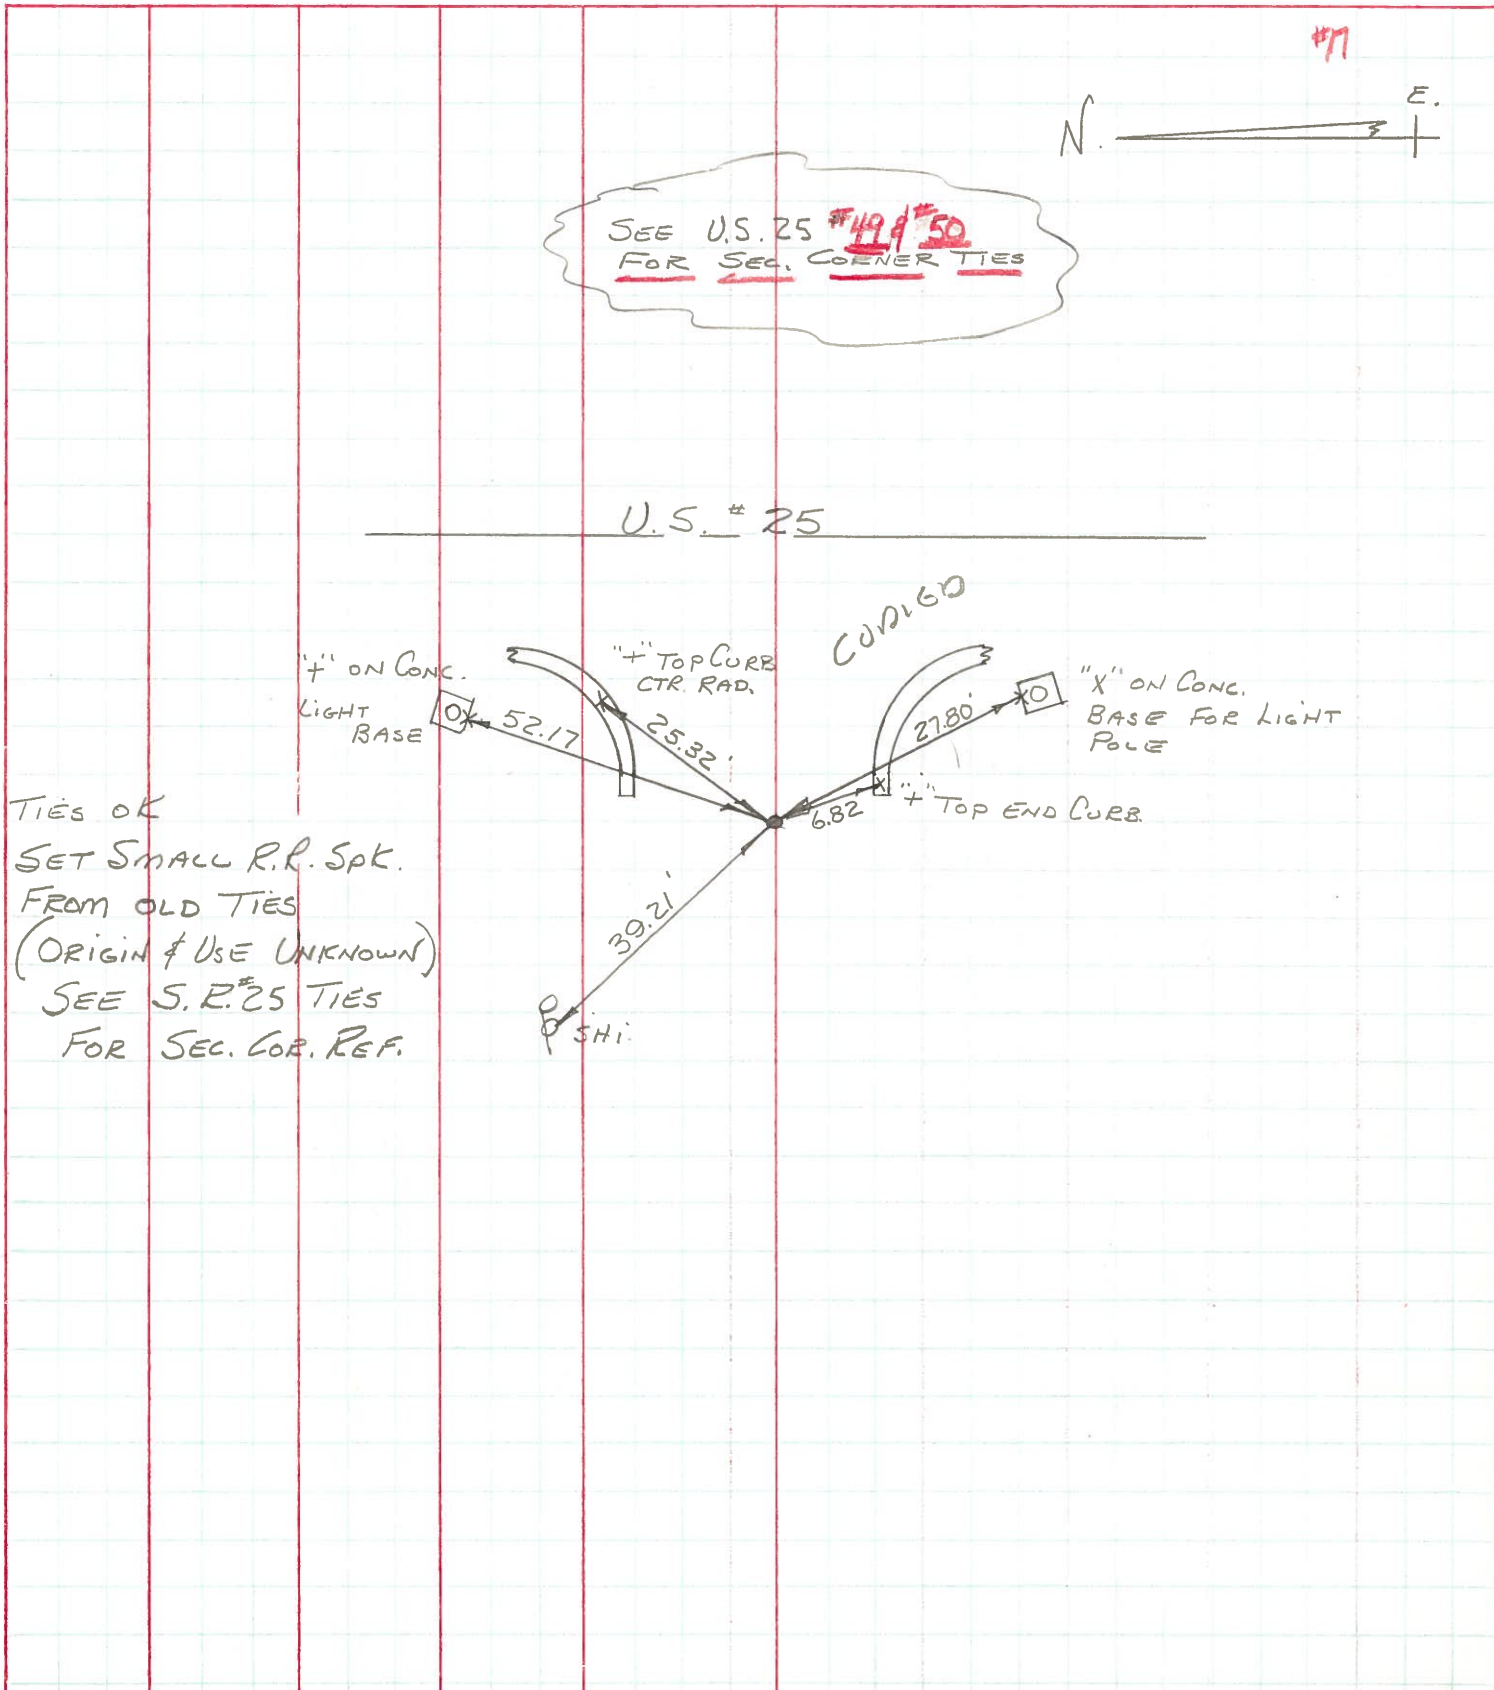 #77
E.
N.
SEE U.S. 25 #49 & #50
FOR SEC. CORNER TIES
U.S. #25
"+" ON CONC.
LIGHT
BASE
"+" TOP CURB
CTR. RAD.
"X" ON CONC.
BASE FOR LIGHT
POLE
52.17
25.32'
27.80'
6.82
"+" TOP END CURB
39.21'
SHI.
TIES OK
SET SMALL R.R. SPK.
FROM OLD TIES
(ORIGIN & USE UNKNOWN)
SEE S.R. #25 TIES
FOR SEC. COR. REF.